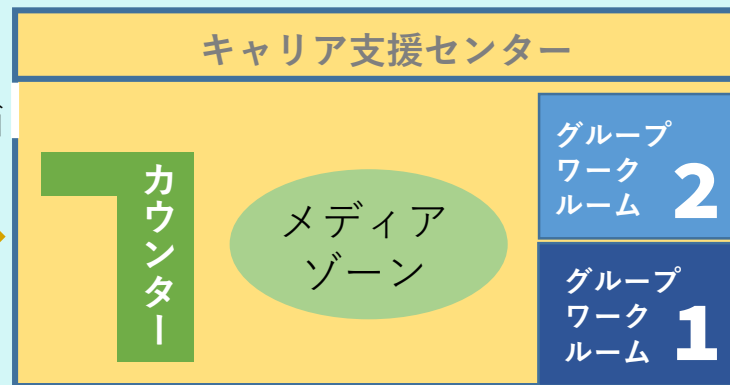 キャリア支援センター
グループ
ワーク
ルーム 2
カウンター
メディア
ゾーン
グループ
ワーク
ルーム 1